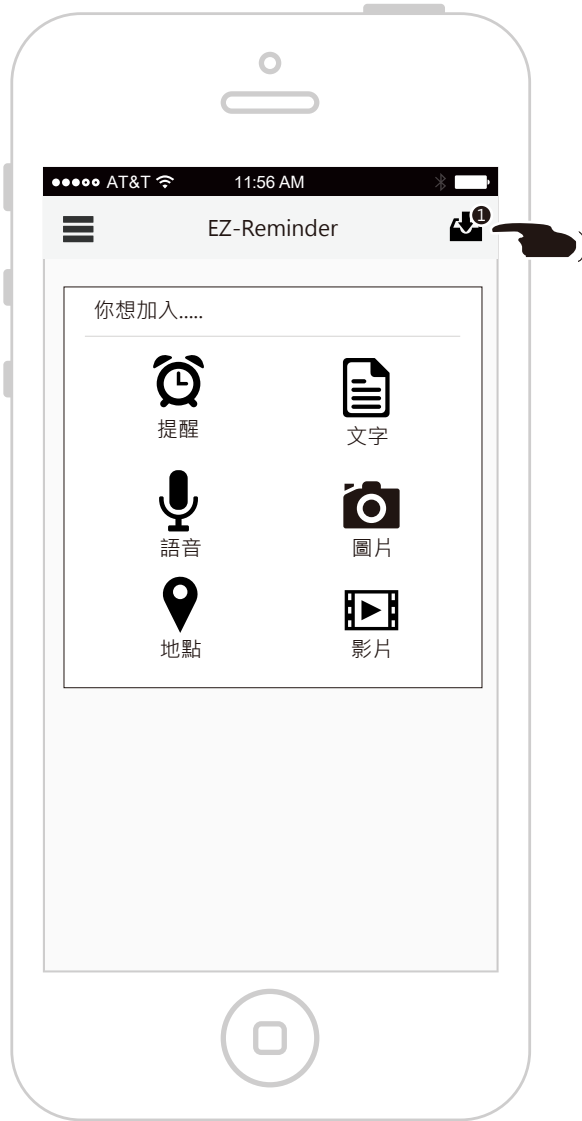 AT&T 11:56 AM
EZ-Reminder 1
你想加入.....
提醒 文字
語音 圖片
地點 影片